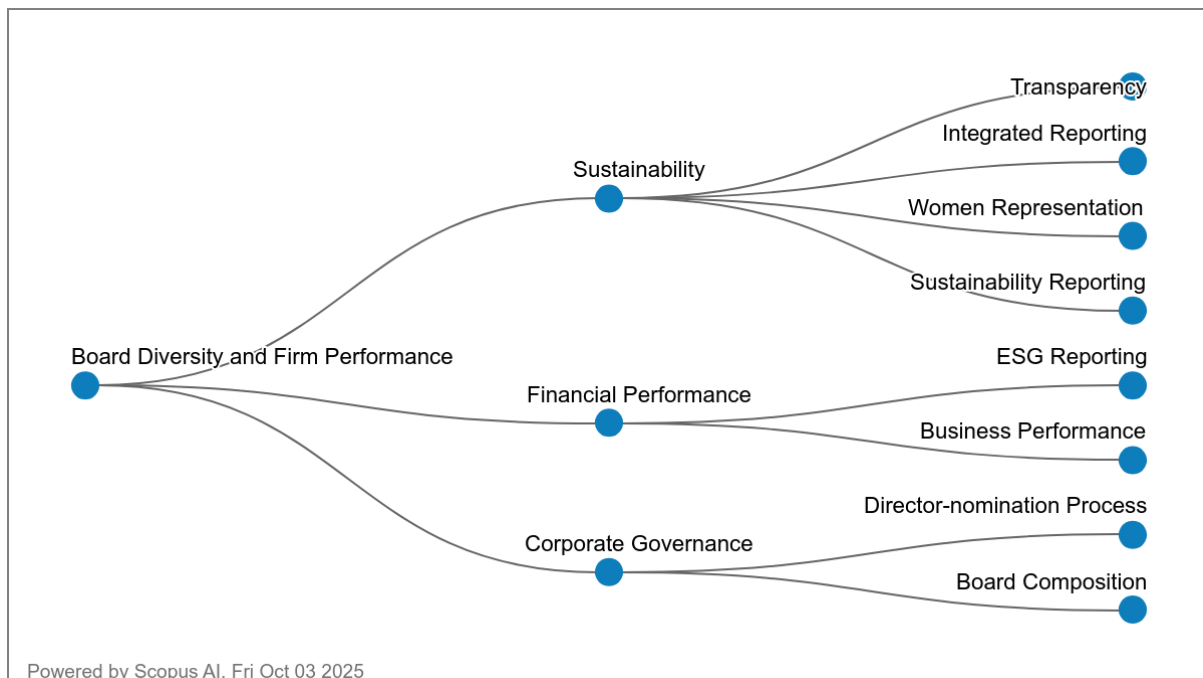 Transparency
Integrated Reporting
Sustainability
Women Representation
Sustainability Reporting
Board Diversity and Firm Performance
ESG Reporting
Financial Performance
Business Performance
Director-nomination Process
Corporate Governance
Board Composition
Powered by Scopus AI, Fri Oct 03 2025